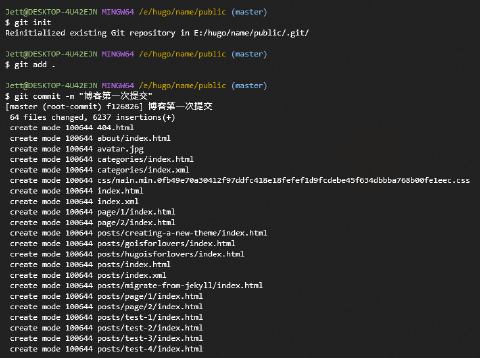 Jett@DESKTOP-4U42EJN MINGW64 /e/hugo/name/public (master)
$ git init
Reinitialized existing Git repository in E:/hugo/name/public/.git/
Jett@DESKTOP-4U42EJN MINGW64 /e/hugo/name/public (master)
$ git add .
Jett@DESKTOP-4U42EJN MINGW64 /e/hugo/name/public (master)
$ git commit -m "博客第一次提交"
[master (root-commit) f126826] 博客第一次提交
64 files changed, 6237 insertions(+)
create mode 100644 404.html
create mode 100644 about/index.html
create mode 100644 avatar.jpg
create mode 100644 categories/index.html
create mode 100644 categories/index.xml
create mode 100644 css/main.min.0fb49e70a30412f97ddfc418e18fefef1d9fcdebe45f634dbbba768b00fe1eec.css
create mode 100644 index.html
create mode 100644 index.xml
create mode 100644 page/1/index.html
create mode 100644 page/2/index.html
create mode 100644 posts/creating-a-new-theme/index.html
create mode 100644 posts/goisforlovers/index.html
create mode 100644 posts/hugoisforlovers/index.html
create mode 100644 posts/index.html
create mode 100644 posts/index.xml
create mode 100644 posts/migrate-from-jekyll/index.html
create mode 100644 posts/page/1/index.html
create mode 100644 posts/page/2/index.html
create mode 100644 posts/test-1/index.html
create mode 100644 posts/test-2/index.html
create mode 100644 posts/test-3/index.html
create mode 100644 posts/test-4/index.html